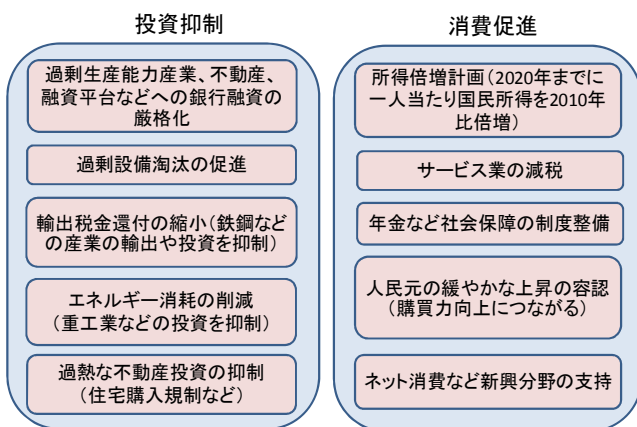 投資抑制
過剰生産能力産業、不動産、
融資平台などへの銀行融資の
厳格化
過剰設備淘汰の促進
輸出税金還付の縮小(鉄鋼など
の産業の輸出や投資を抑制)
エネルギー消耗の削減
(重工業などの投資を抑制)
過熱な不動産投資の抑制
(住宅購入規制など)
消費促進
所得倍増計画(2020年までに
一人当たり国民所得を2010年
比倍増)
サービス業の減税
年金など社会保障の制度整備
人民元の緩やかな上昇の容認
(購買力向上につながる)
ネット消費など新興分野の支持